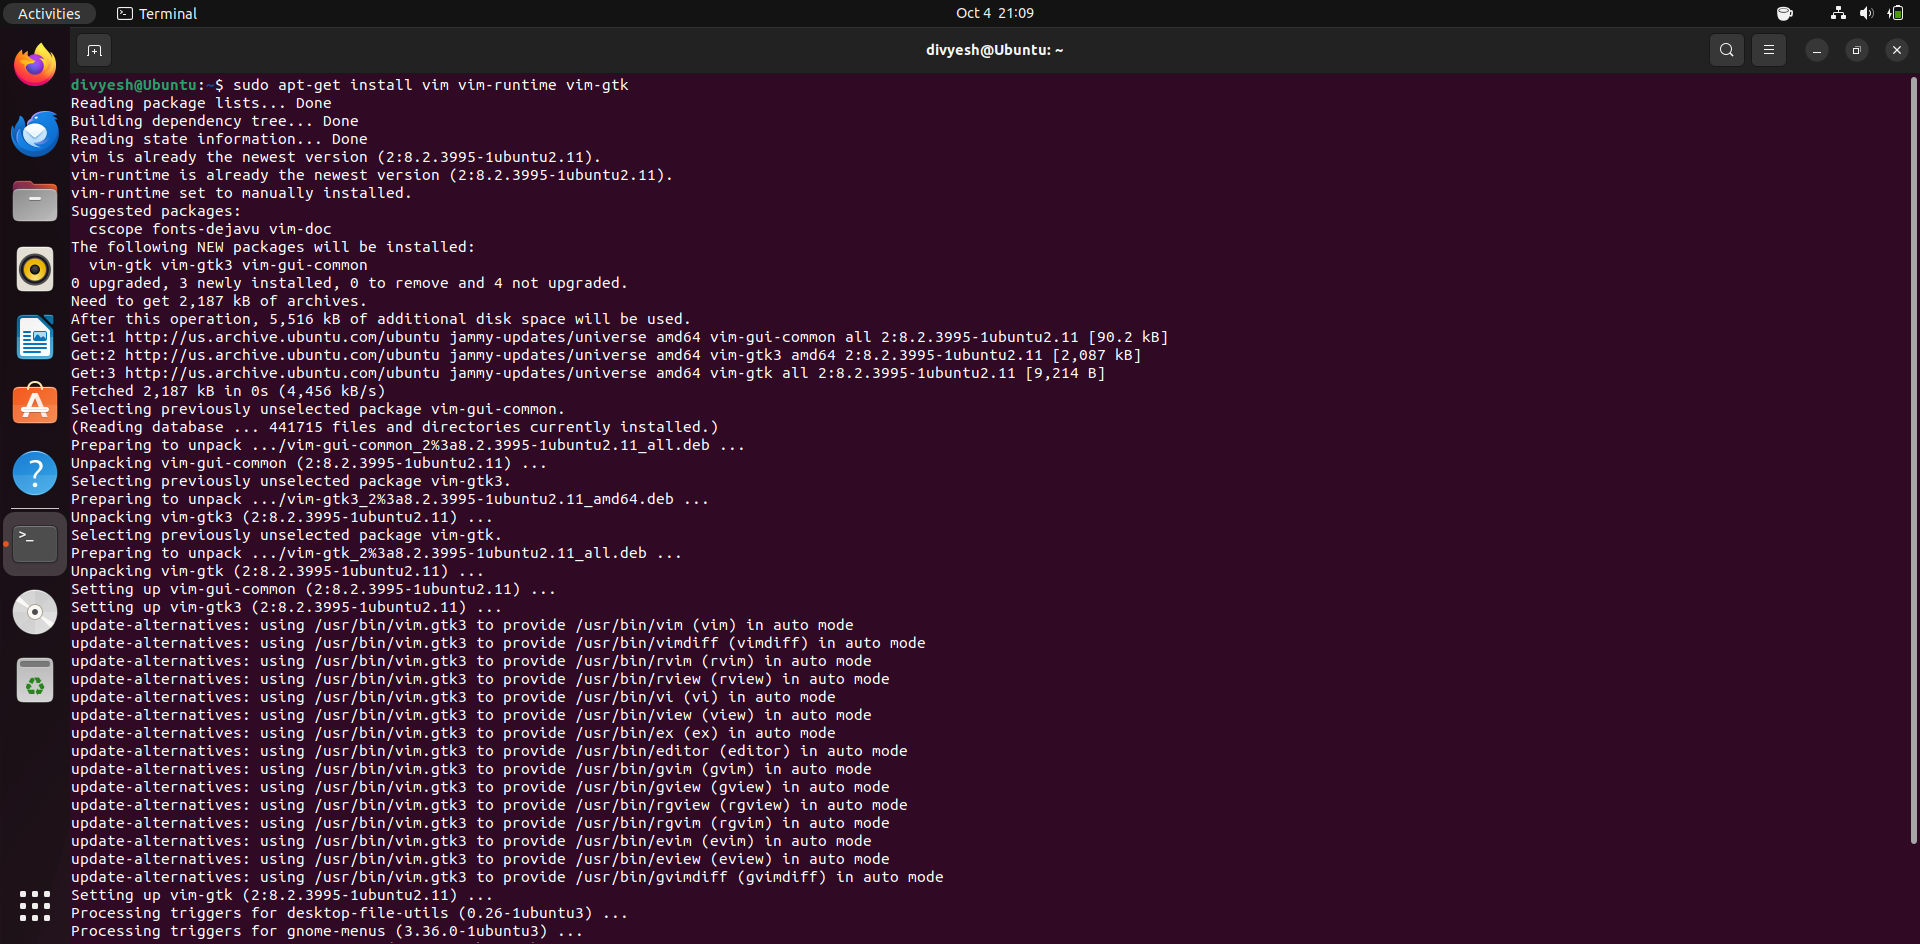 Activities
Terminal
Oct 4 21:09
divyesh@Ubuntu: ~
divyesh@Ubuntu:~$ sudo apt-get install vim vim-runtime vim-gtk
Reading package lists... Done
Building dependency tree... Done
Reading state information... Done
vim is already the newest version (2:8.2.3995-1ubuntu2.11).
vim-runtime is already the newest version (2:8.2.3995-1ubuntu2.11).
vim-runtime set to manually installed.
Suggested packages:
  cscope fonts-dejavu vim-doc
The following NEW packages will be installed:
  vim-gtk vim-gtk3 vim-gui-common
0 upgraded, 3 newly installed, 0 to remove and 4 not upgraded.
Need to get 2,187 kB of archives.
After this operation, 5,516 kB of additional disk space will be used.
Get:1 http://us.archive.ubuntu.com/ubuntu jammy-updates/universe amd64 vim-gui-common all 2:8.2.3995-1ubuntu2.11 [90.2 kB]
Get:2 http://us.archive.ubuntu.com/ubuntu jammy-updates/universe amd64 vim-gtk3 amd64 2:8.2.3995-1ubuntu2.11 [2,087 kB]
Get:3 http://us.archive.ubuntu.com/ubuntu jammy-updates/universe amd64 vim-gtk all 2:8.2.3995-1ubuntu2.11 [9,214 B]
Fetched 2,187 kB in 0s (4,456 kB/s)
Selecting previously unselected package vim-gui-common.
(Reading database ... 441715 files and directories currently installed.)
Preparing to unpack .../vim-gui-common_2%3a8.2.3995-1ubuntu2.11_all.deb ...
Unpacking vim-gui-common (2:8.2.3995-1ubuntu2.11) ...
Selecting previously unselected package vim-gtk3.
Preparing to unpack .../vim-gtk3_2%3a8.2.3995-1ubuntu2.11_amd64.deb ...
Unpacking vim-gtk3 (2:8.2.3995-1ubuntu2.11) ...
Selecting previously unselected package vim-gtk.
Preparing to unpack .../vim-gtk_2%3a8.2.3995-1ubuntu2.11_all.deb ...
Unpacking vim-gtk (2:8.2.3995-1ubuntu2.11) ...
Setting up vim-gui-common (2:8.2.3995-1ubuntu2.11) ...
Setting up vim-gtk3 (2:8.2.3995-1ubuntu2.11) ...
update-alternatives: using /usr/bin/vim.gtk3 to provide /usr/bin/vim (vim) in auto mode
update-alternatives: using /usr/bin/vim.gtk3 to provide /usr/bin/vimdiff (vimdiff) in auto mode
update-alternatives: using /usr/bin/vim.gtk3 to provide /usr/bin/rvim (rvim) in auto mode
update-alternatives: using /usr/bin/vim.gtk3 to provide /usr/bin/rview (rview) in auto mode
update-alternatives: using /usr/bin/vim.gtk3 to provide /usr/bin/vi (vi) in auto mode
update-alternatives: using /usr/bin/vim.gtk3 to provide /usr/bin/view (view) in auto mode
update-alternatives: using /usr/bin/vim.gtk3 to provide /usr/bin/ex (ex) in auto mode
update-alternatives: using /usr/bin/vim.gtk3 to provide /usr/bin/editor (editor) in auto mode
update-alternatives: using /usr/bin/vim.gtk3 to provide /usr/bin/gvim (gvim) in auto mode
update-alternatives: using /usr/bin/vim.gtk3 to provide /usr/bin/gview (gview) in auto mode
update-alternatives: using /usr/bin/vim.gtk3 to provide /usr/bin/rgview (rgview) in auto mode
update-alternatives: using /usr/bin/vim.gtk3 to provide /usr/bin/rgvim (rgvim) in auto mode
update-alternatives: using /usr/bin/vim.gtk3 to provide /usr/bin/evim (evim) in auto mode
update-alternatives: using /usr/bin/vim.gtk3 to provide /usr/bin/eview (eview) in auto mode
update-alternatives: using /usr/bin/vim.gtk3 to provide /usr/bin/gvimdiff (gvimdiff) in auto mode
Setting up vim-gtk (2:8.2.3995-1ubuntu2.11) ...
Processing triggers for desktop-file-utils (0.26-1ubuntu3) ...
Processing triggers for gnome-menus (3.36.0-1ubuntu3) ...